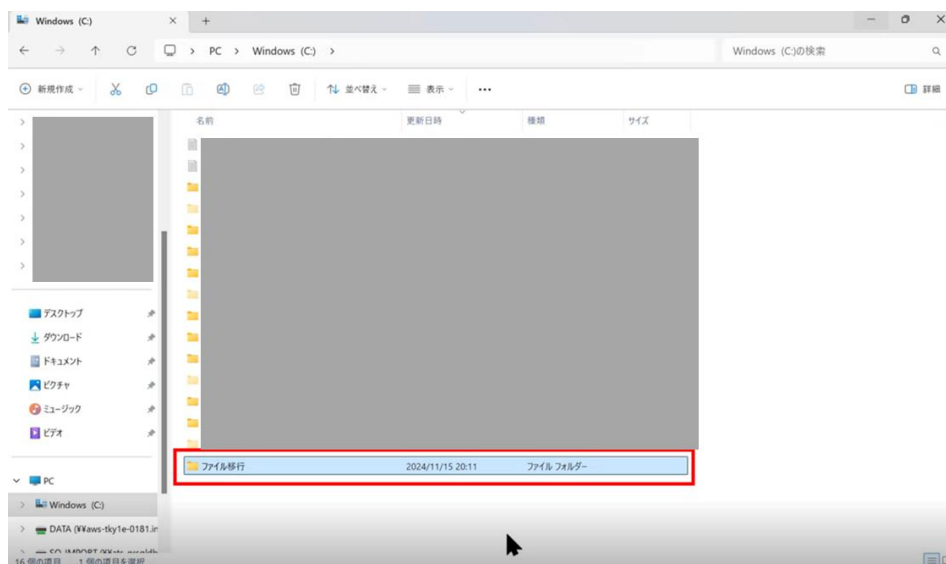 Windows (C:)
PC > Windows (C:) >
Windows (C:)の検索
新規作成
並べ替え
表示
詳細
名前 更新日時 種類 サイズ
デスクトップ
ダウンロード
ドキュメント
ピクチャ
ミュージック
ビデオ
ファイル移行 2024/11/15 20:11 ファイル フォルダー
PC
Windows (C:)
DATA (¥¥aws-tky1e-0181.in
16 個の項目 1 個の項目を選択